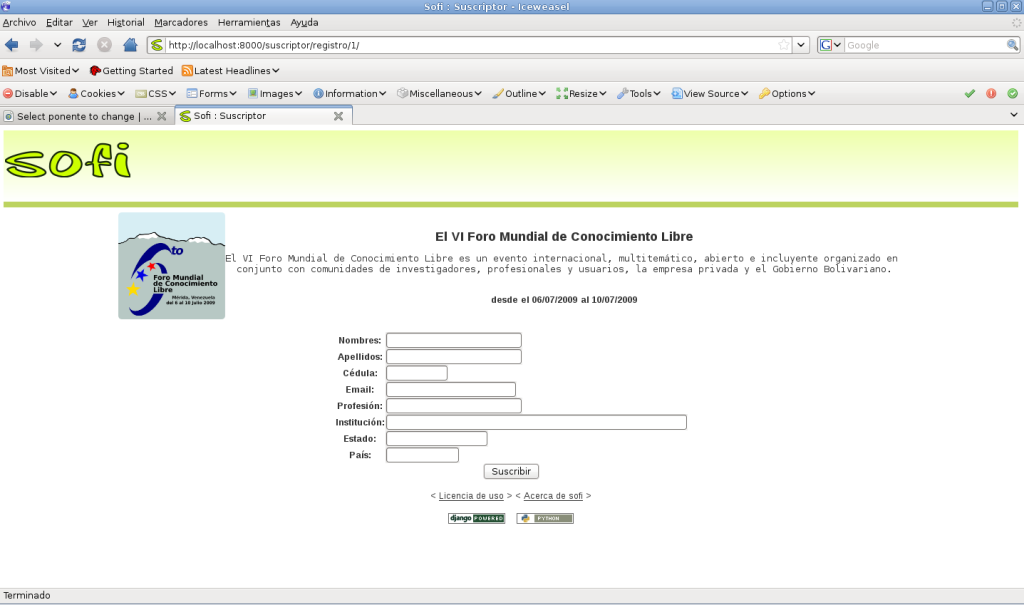 Sofi : Suscriptor - Iceweasel
Archivo Editar Ver Historial Marcadores Herramientas Ayuda
http://localhost:8000/suscriptor/registro/1/ Google
Most Visited Getting Started Latest Headlines
Disable Cookies CSS Forms Images Information Miscellaneous Outline Resize Tools View Source Options
Select ponente to change | ... Sofi : Suscriptor
sofi
to
Foro Mundial
de Conocimiento
Libre
Mérida, Venezuela
del 6 al 10 julio 2009
El VI Foro Mundial de Conocimiento Libre
El VI Foro Mundial de Conocimiento Libre es un evento internacional, multitemático, abierto e incluyente organizado en
conjunto con comunidades de investigadores, profesionales y usuarios, la empresa privada y el Gobierno Bolivariano.
desde el 06/07/2009 al 10/07/2009
Nombres:
Apellidos:
Cédula:
Email:
Profesión:
Institución:
Estado:
País:
Suscribir
< Licencia de uso > < Acerca de sofi >
django POWERED PYTHON
Terminado